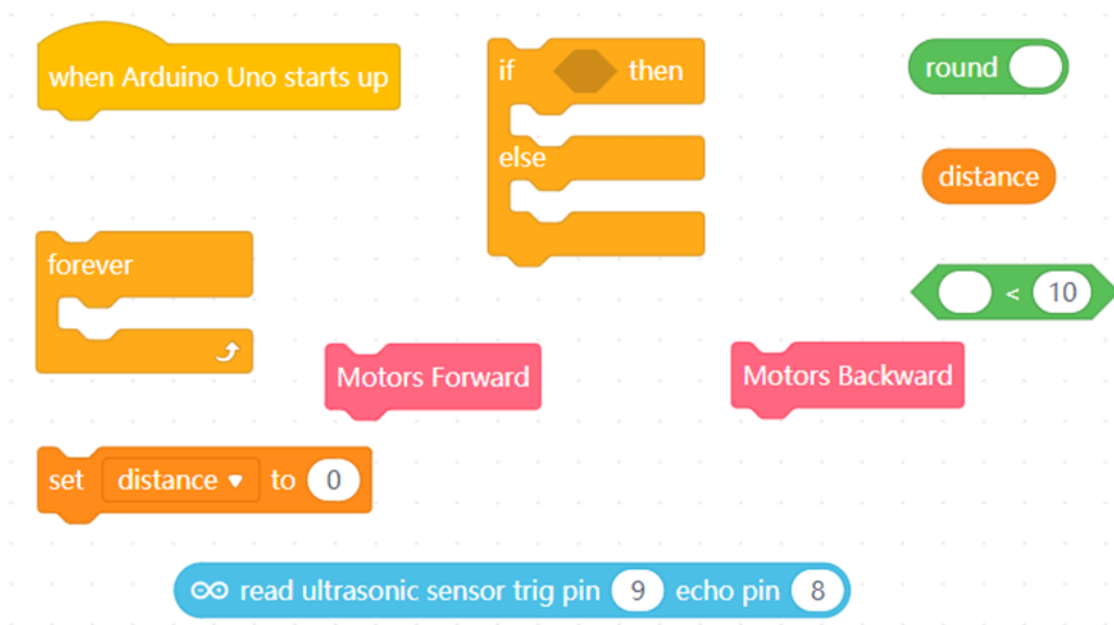 when Arduino Uno starts up
if then
else
round
distance
forever
< 10
Motors Forward
Motors Backward
set distance to 0
read ultrasonic sensor trig pin 9 echo pin 8